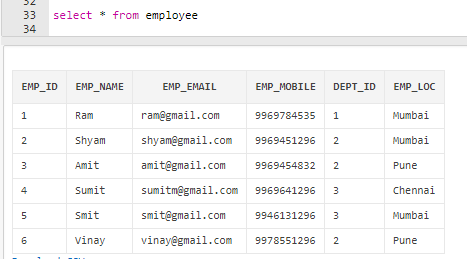 32
33 select * from employee
34
EMP_ID EMP_NAME EMP_EMAIL EMP_MOBILE DEPT_ID EMP_LOC
1 Ram ram@gmail.com 9969784535 1 Mumbai
2 Shyam shyam@gmail.com 9969451296 2 Mumbai
3 Amit amit@gmail.com 9969454832 2 Pune
4 Sumit sumitm@gmail.com 9969641296 3 Chennai
5 Smit smit@gmail.com 9946131296 3 Mumbai
6 Vinay vinay@gmail.com 9978551296 2 Pune